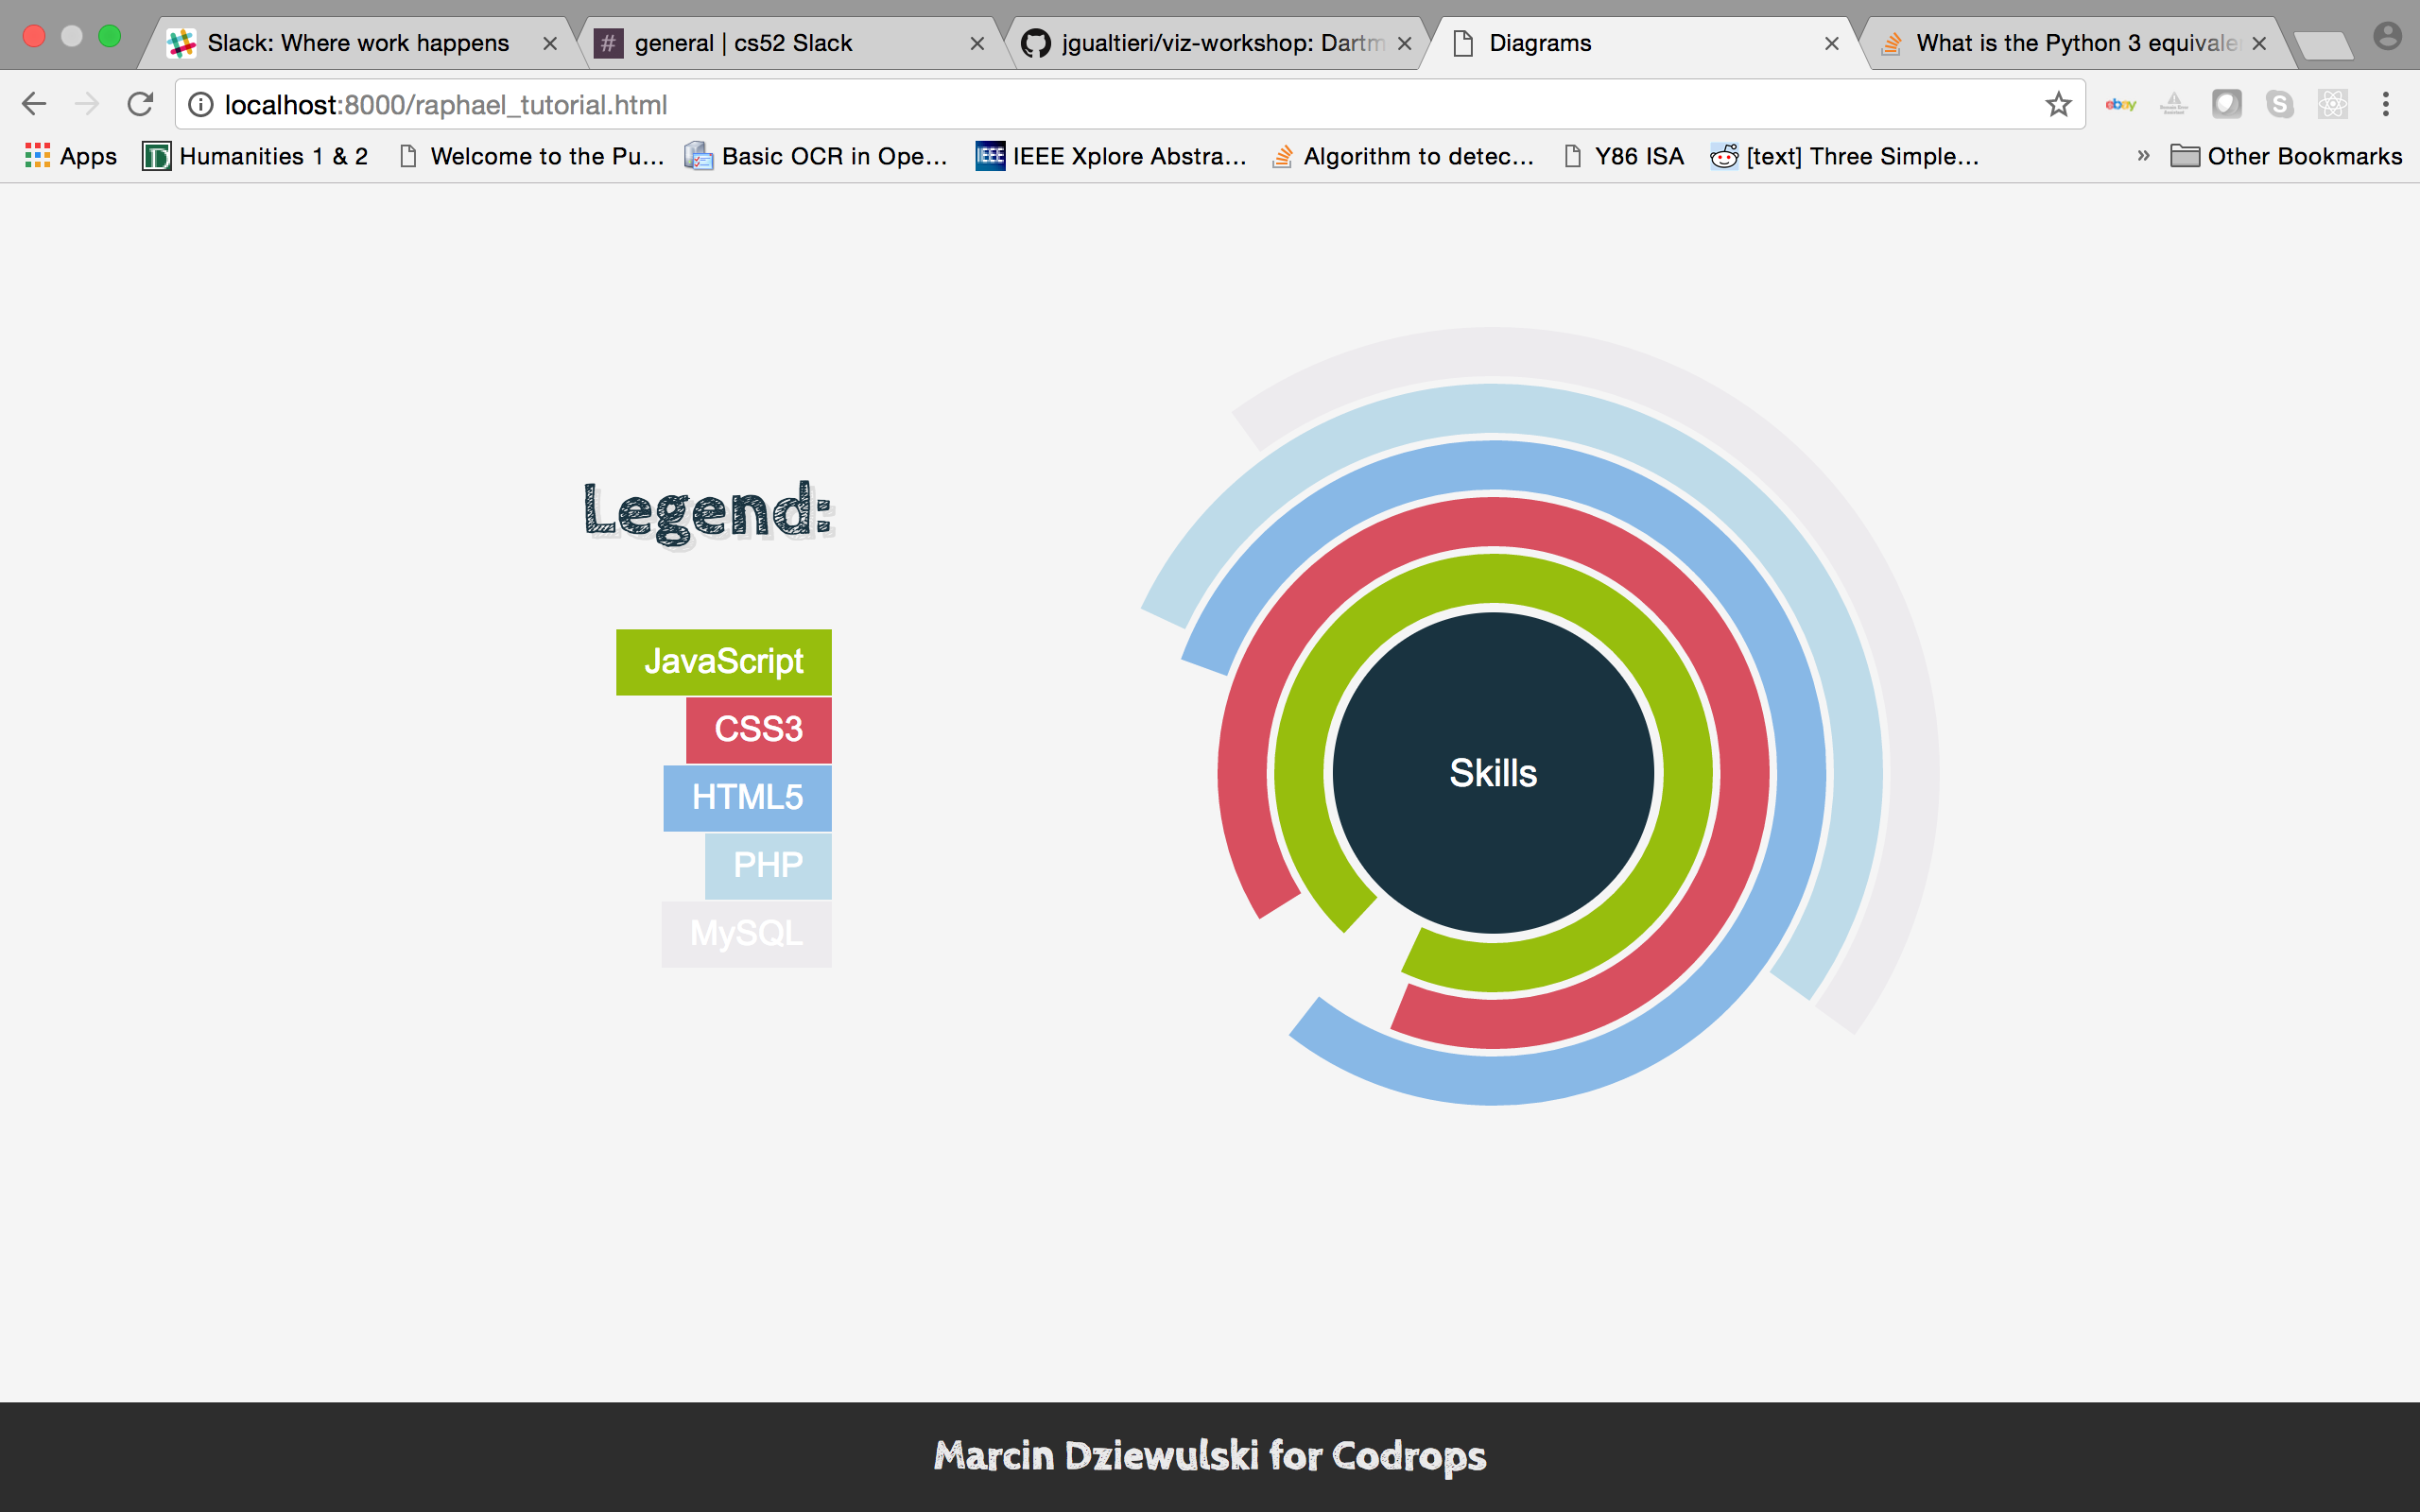 Slack: Where work happens
# general | cs52 Slack
jgualtieri/viz-workshop: Dartm
Diagrams
What is the Python 3 equivale
localhost:8000/raphael_tutorial.html
ebay
S
Apps
D Humanities 1 & 2
Welcome to the Pu...
Basic OCR in Ope...
IEEE IEEE Xplore Abstra...
Algorithm to detec...
Y86 ISA
[text] Three Simple...
»
Other Bookmarks
Legend:
JavaScript
CSS3
HTML5
PHP
MySQL
Skills
Marcin Dziewulski for Codrops